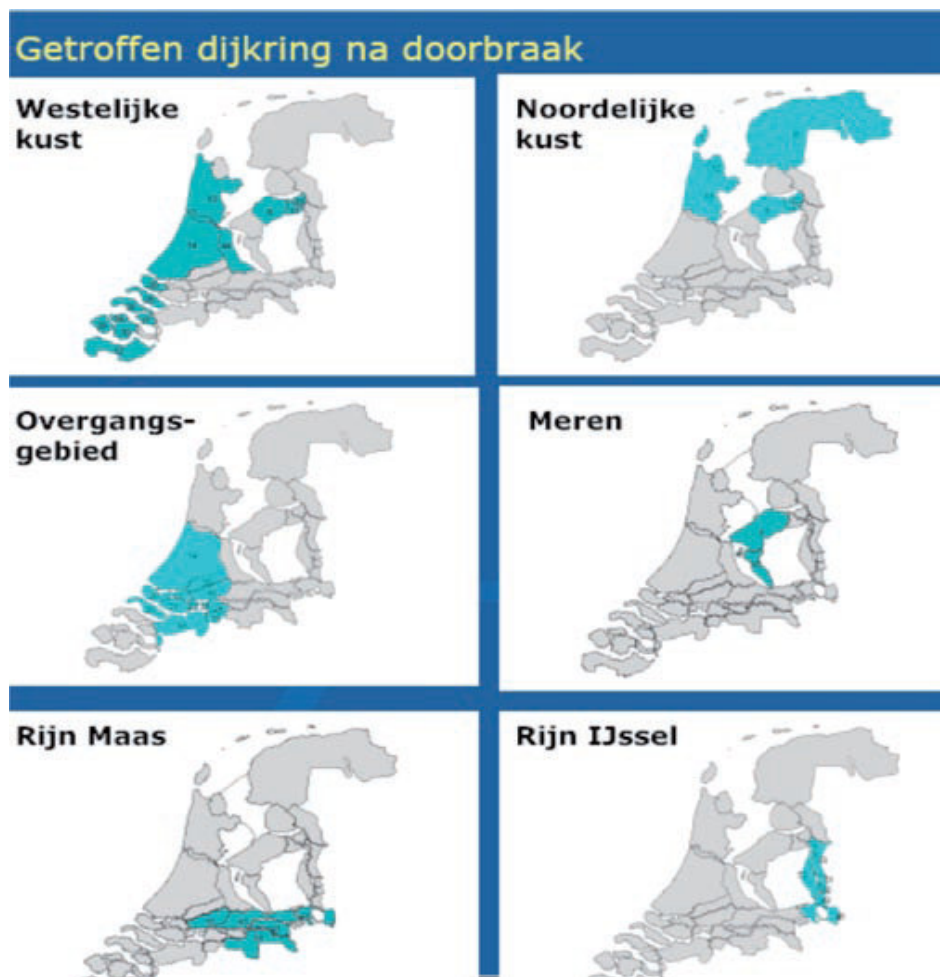 Getroffen dijkring na doorbraak
Westelijke
kust
Noordelijke
kust
Overgangs-
gebied
Meren
Rijn Maas
Rijn IJssel